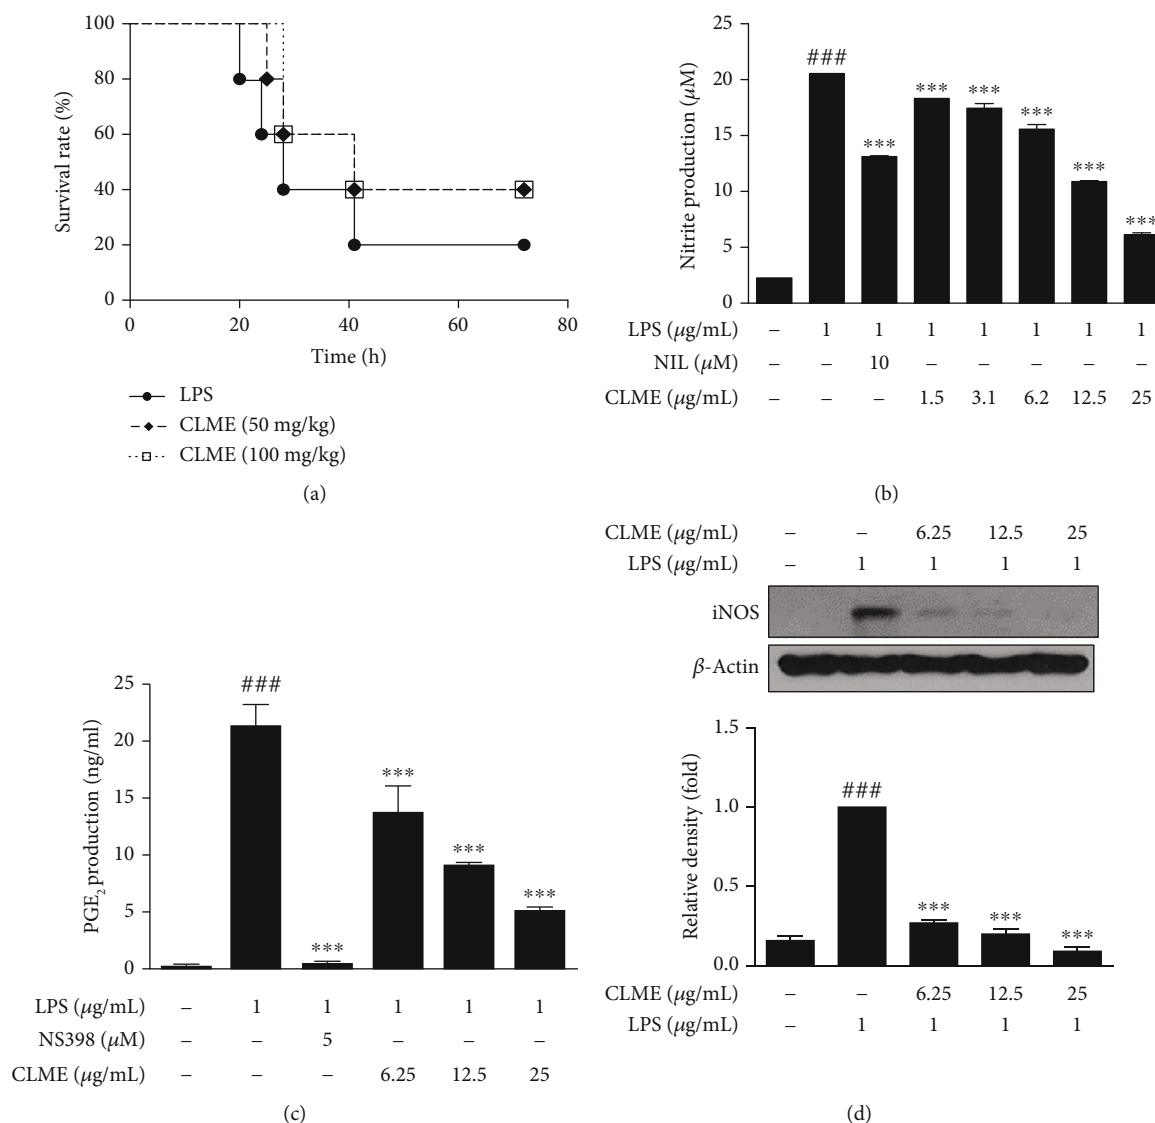 100
80
60
40
20
0
Survival rate (%)
0 20 40 60 80
Time (h)
LPS
CLME (50 mg/kg)
CLME (100 mg/kg)
(a)
25
20
15
10
5
0
Nitrite production (μM)
###
***
***
***
***
***
***
LPS (μg/mL) – 1 1 1 1 1 1 1
NIL (μM) – – 10 – – – – –
CLME (μg/mL) – – – 1.5 3.1 6.2 12.5 25
(b)
25
20
15
10
5
0
PGE2 production (ng/ml)
###
***
***
***
***
LPS (μg/mL) – 1 1 1 1 1
NS398 (μM) – – 5 – – –
CLME (μg/mL) – – – 6.25 12.5 25
(c)
CLME (μg/mL) – – 6.25 12.5 25
LPS (μg/mL) – 1 1 1 1
iNOS
β-Actin
1.5
1.0
0.5
0.0
Relative density (fold)
###
***
***
***
CLME (μg/mL) – – 6.25 12.5 25
LPS (μg/mL) – 1 1 1 1
(d)